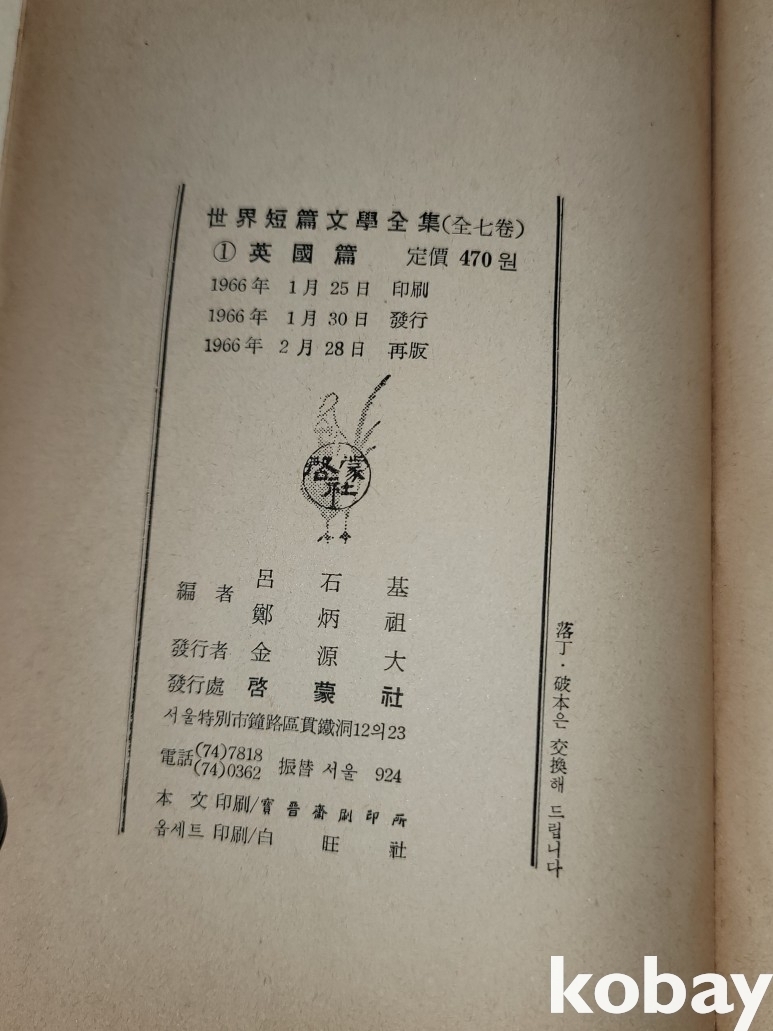 世界短篇文學全集(全七卷)
① 英國篇 定價 470원
1966年 1月 25日 印刷
1966年 1月 30日 發行
1966年 2月 28日 再版
啓蒙社
編者 呂石基
鄭炳祖
發行者 金源大
發行處 啓蒙社
서울特別市鐘路區貫鐵洞12의23
電話(74)7818
(74)0362 振替 서울 924
本文印刷/寶晋齋印刷所
옵세트 印刷/白旺社
落丁·破本은 交換해 드립니다
kobay